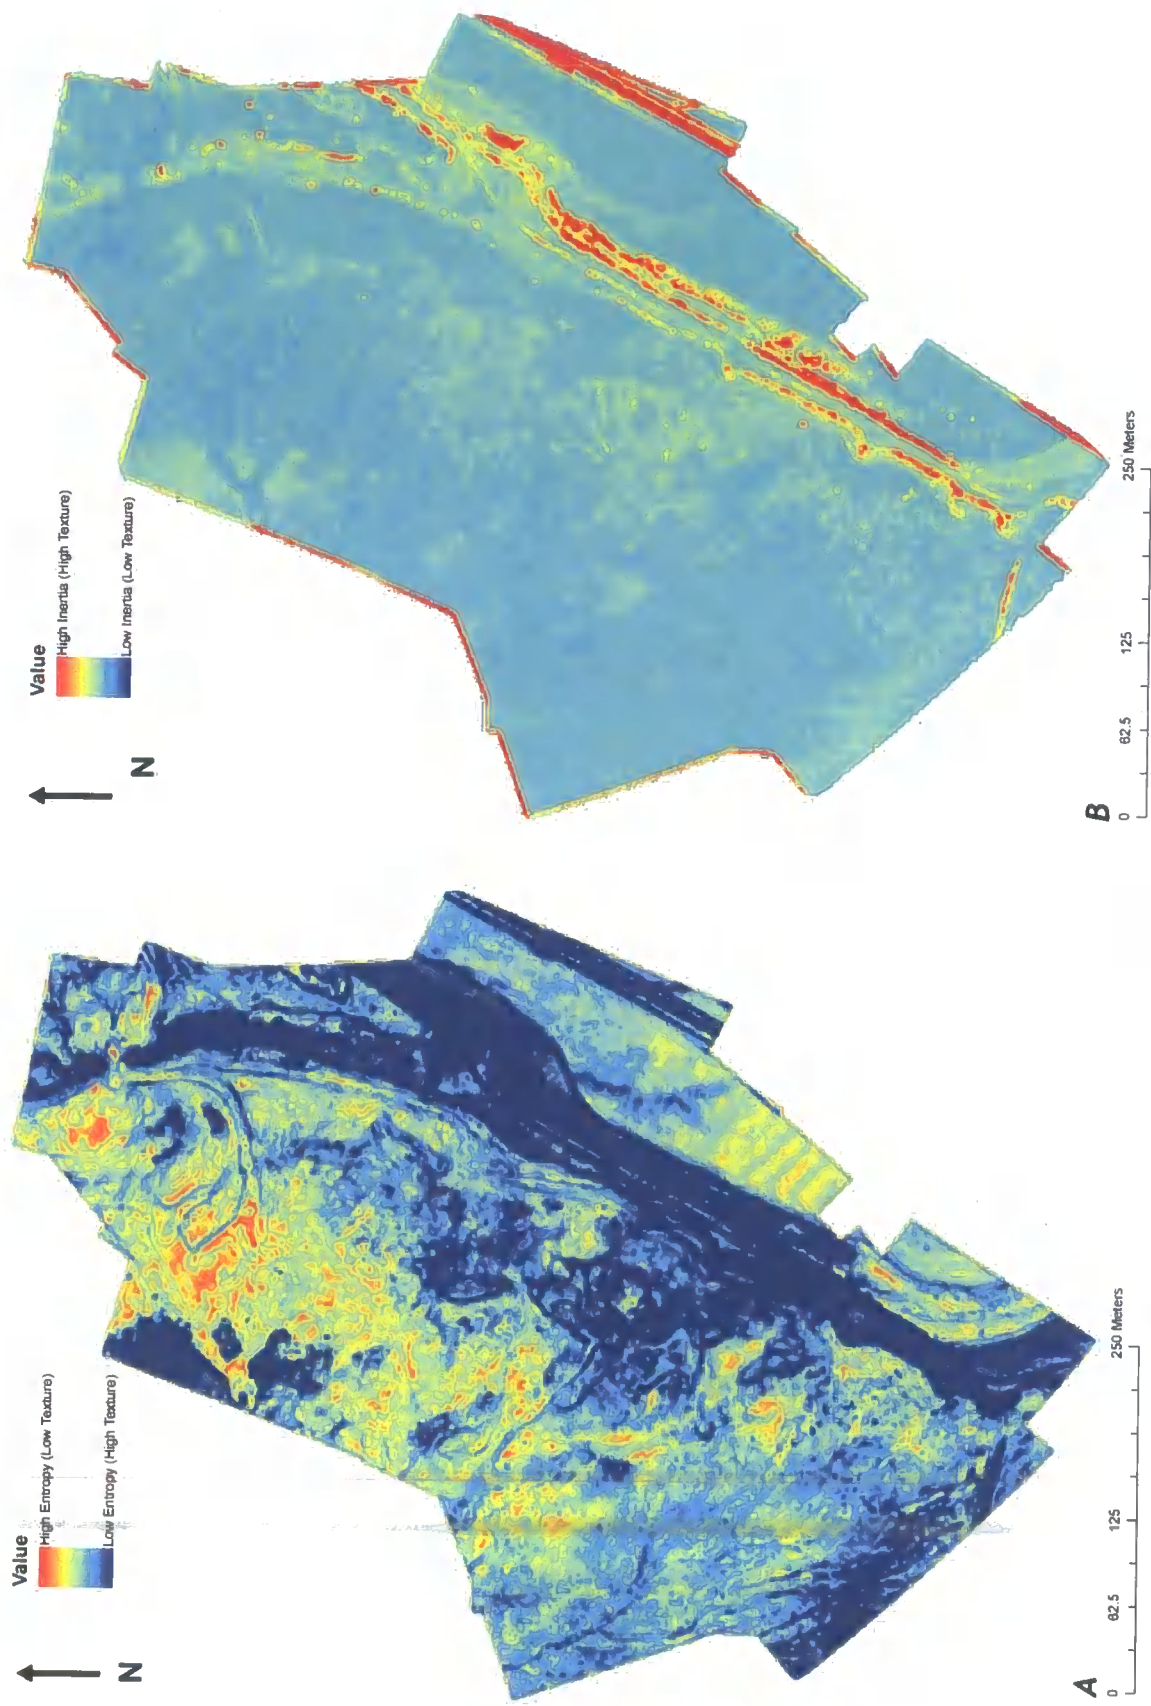 Value
High Inertia (High Texture)
Low Inertia (Low Texture)
N
B
0 62.5 125 250 Meters
Value
High Entropy (Low Texture)
Low Entropy (High Texture)
N
A
0 62.5 125 250 Meters